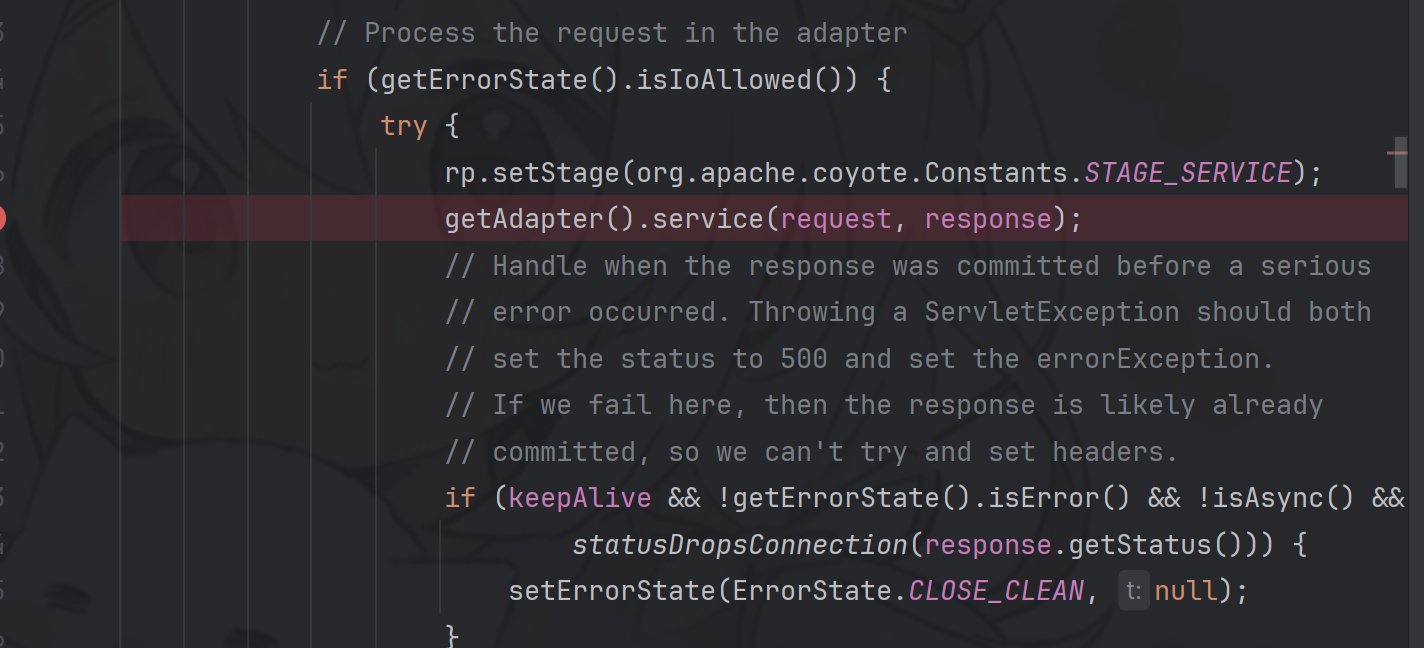 // Process the request in the adapter
if (getErrorState().isIoAllowed()) {
try {
rp.setStage(org.apache.coyote.Constants.STAGE_SERVICE);
getAdapter().service(request, response);
// Handle when the response was committed before a serious
// error occurred. Throwing a ServletException should both
// set the status to 500 and set the errorException.
// If we fail here, then the response is likely already
// committed, so we can't try and set headers.
if (keepAlive && !getErrorState().isError() && !isAsync() &&
statusDropsConnection(response.getStatus())) {
setErrorState(ErrorState.CLOSE_CLEAN, t: null);
}